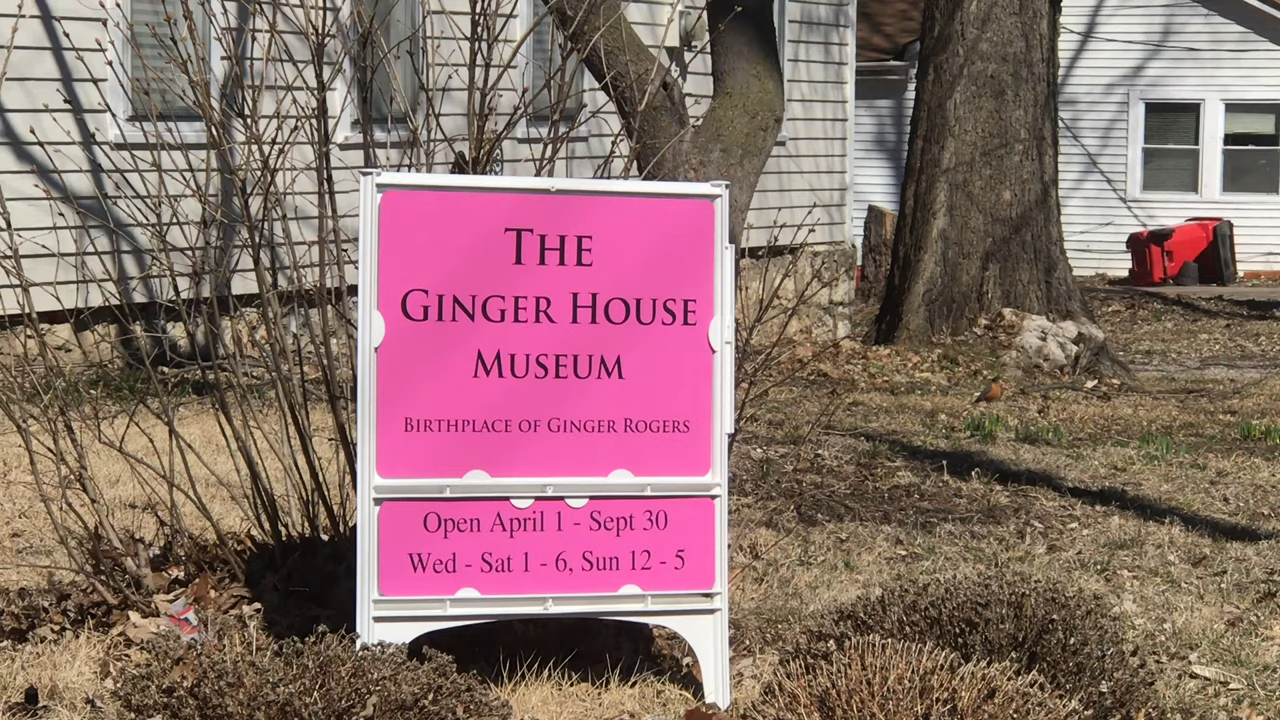 THE
GINGER HOUSE
MUSEUM
BIRTHPLACE OF GINGER ROGERS
Open April 1 - Sept 30
Wed - Sat 1 - 6, Sun 12 - 5